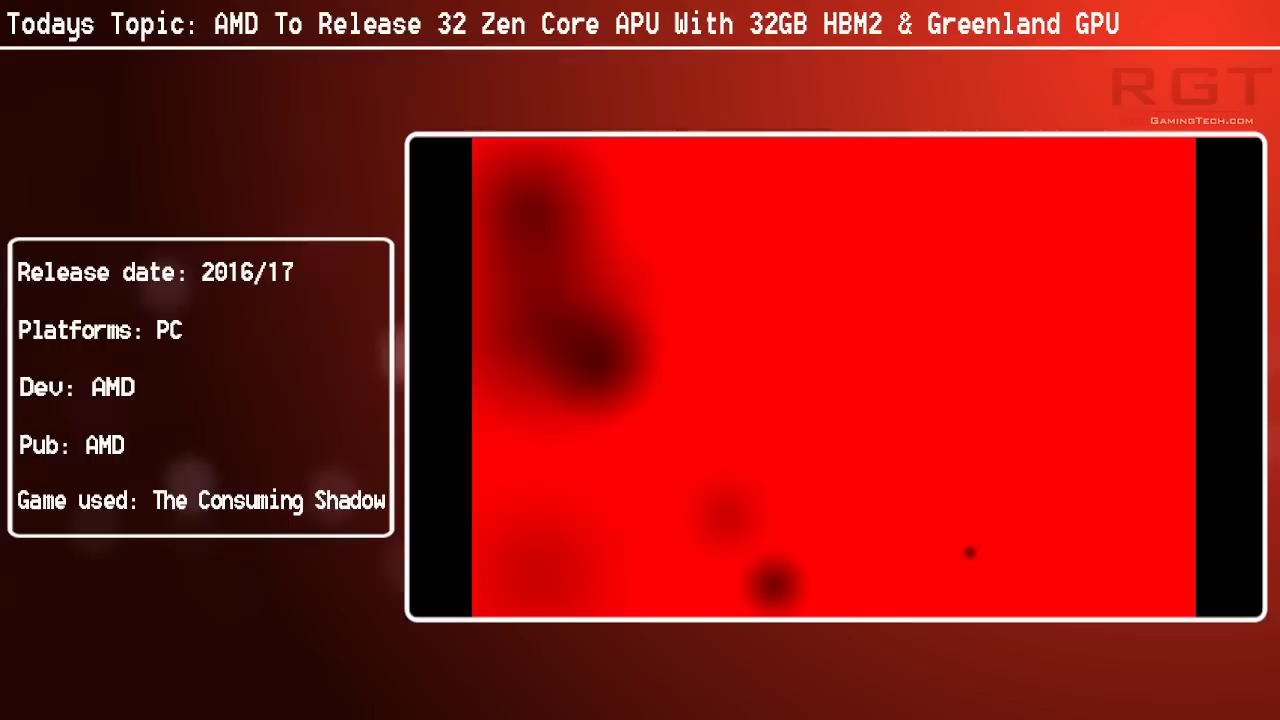 Todays Topic: AMD To Release 32 Zen Core APU With 32GB HBM2 & Greenland GPU
RGT
GamingTech.com
Release date: 2016/17
Platforms: PC
Dev: AMD
Pub: AMD
Game used: The Consuming Shadow